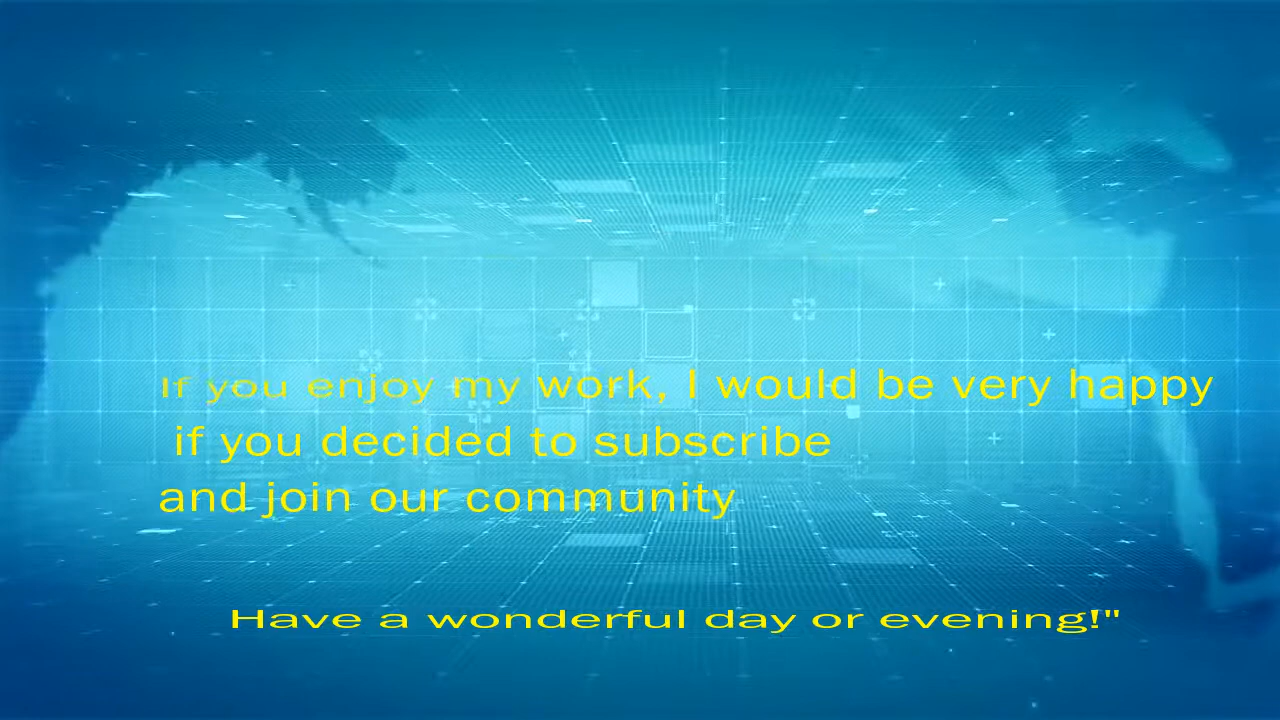 If you enjoy my work, I would be very happy
if you decided to subscribe
and join our community
Have a wonderful day or evening!"